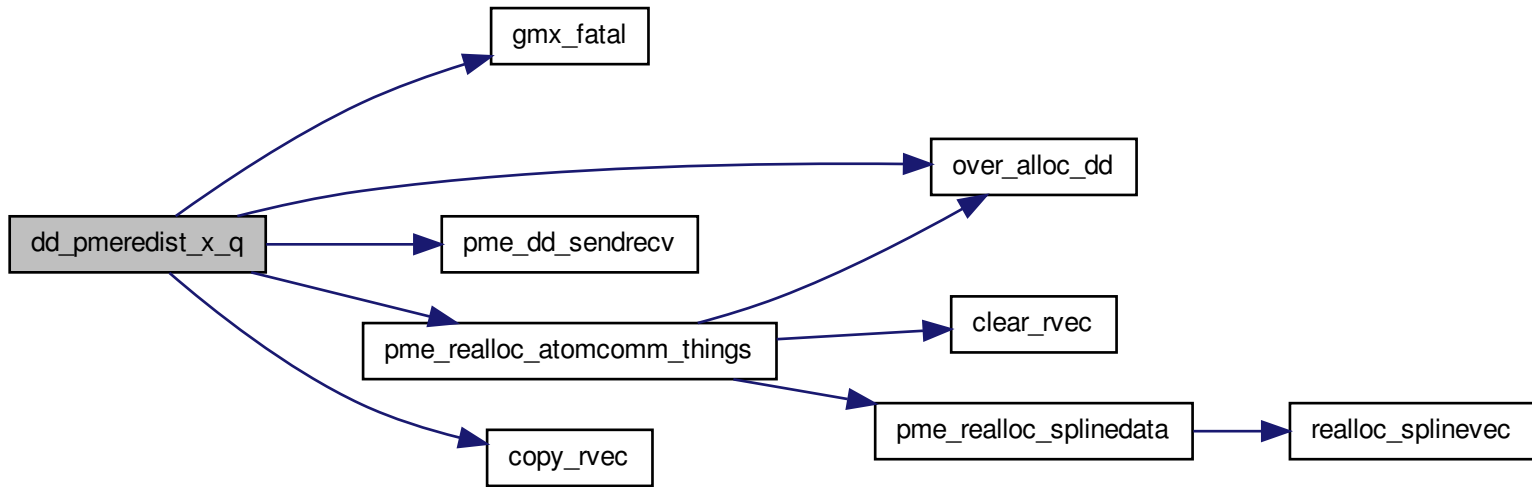 gmx_fatal
over_alloc_dd
dd_pmeredist_x_q
pme_dd_sendrecv
clear_rvec
pme_realloc_atomcomm_things
pme_realloc_splinedata
realloc_splinevec
copy_rvec